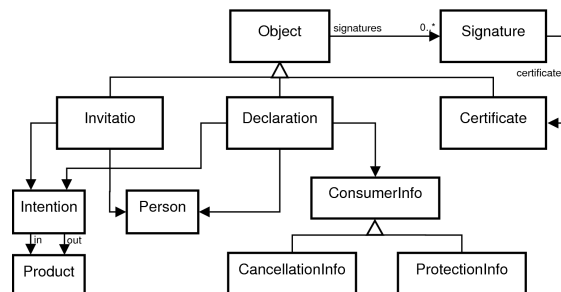 Object
signatures
0..*
Signature
certificate
Invitatio
Declaration
Certificate
ConsumerInfo
Intention
Person
in
out
Product
CancellationInfo
ProtectionInfo